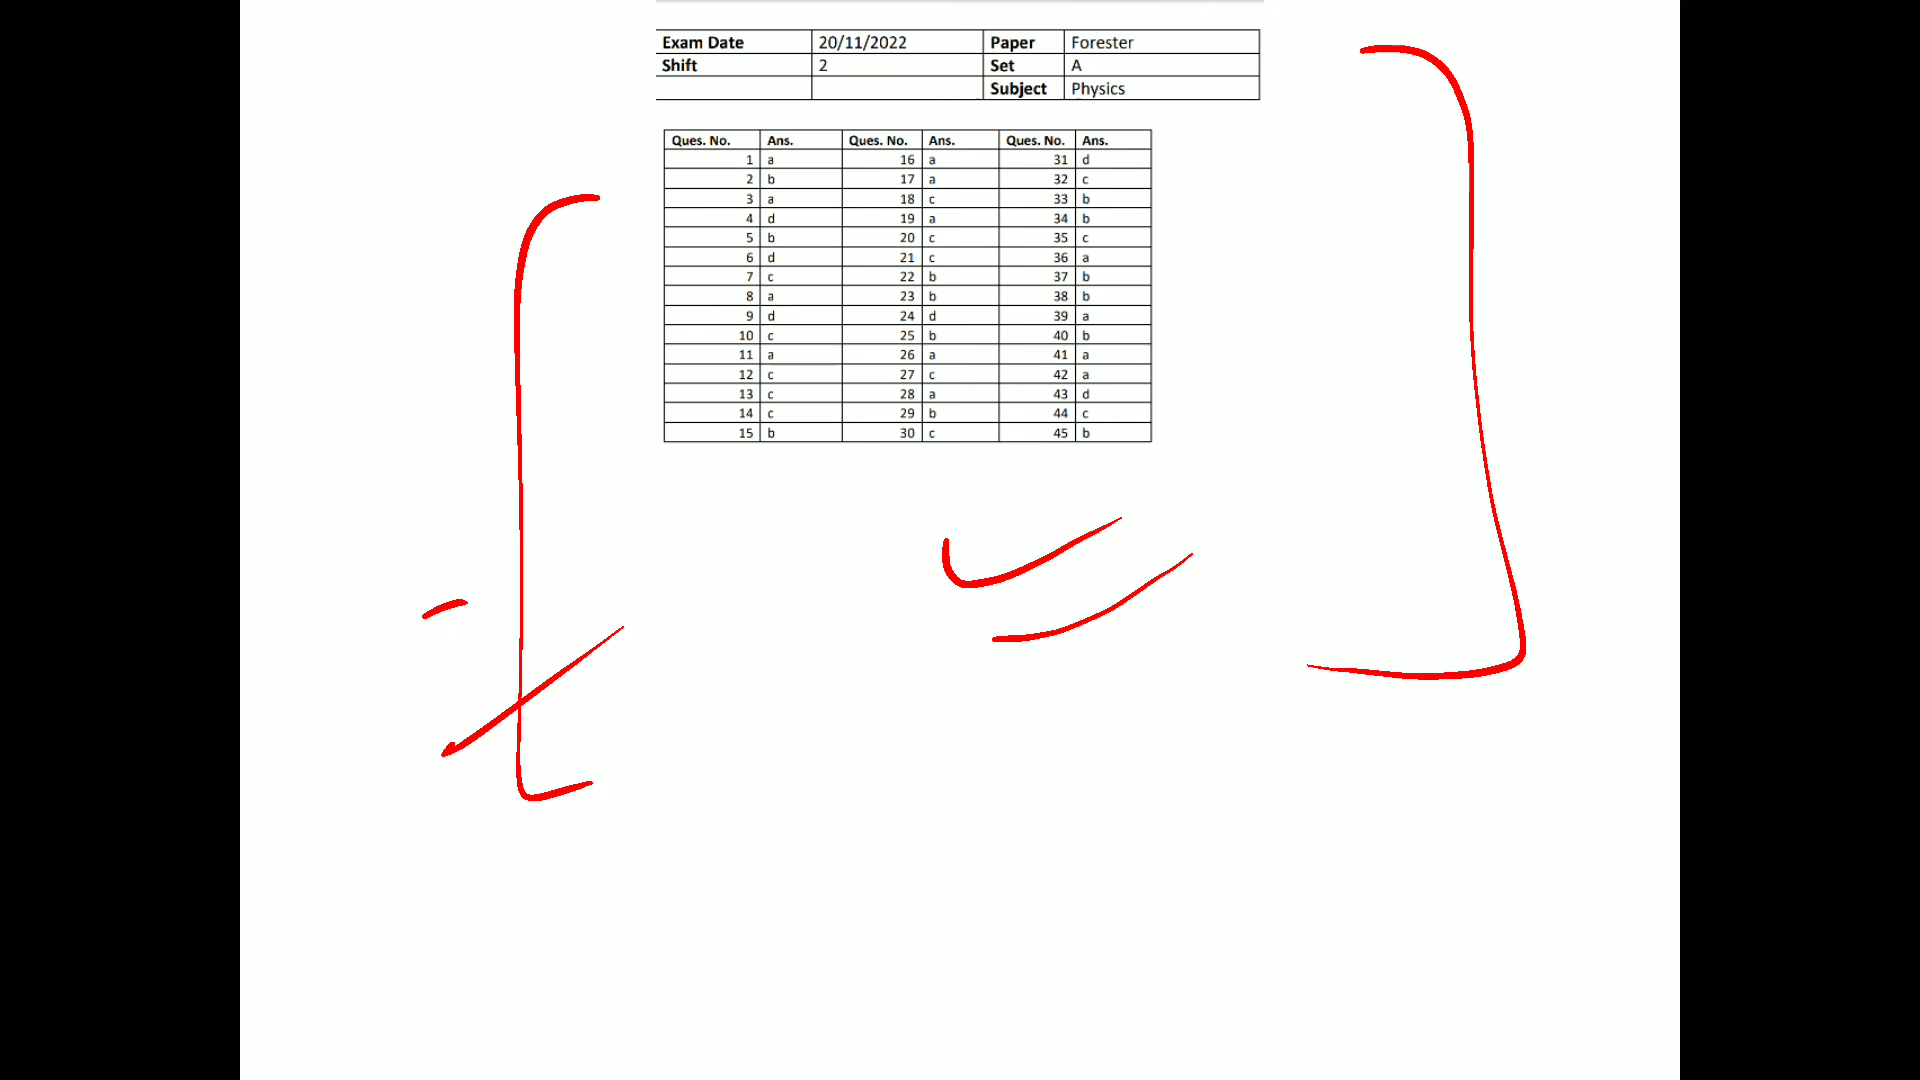 Exam Date 20/11/2022 Paper Forester
Shift 2 Set A
Subject Physics
Ques. No. Ans. Ques. No. Ans. Ques. No. Ans.
1 a 16 a 31 d
2 b 17 a 32 c
3 a 18 c 33 b
4 d 19 a 34 b
5 b 20 c 35 c
6 d 21 c 36 a
7 c 22 b 37 b
8 a 23 b 38 b
9 d 24 d 39 a
10 c 25 b 40 b
11 a 26 a 41 a
12 c 27 c 42 a
13 c 28 a 43 d
14 c 29 b 44 c
15 b 30 c 45 b